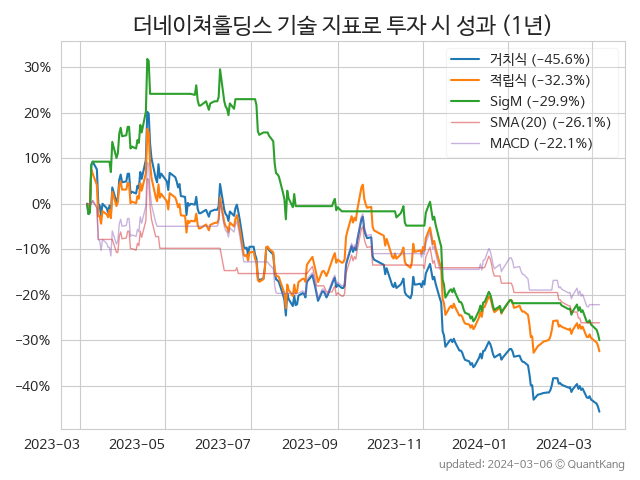 더네이쳐홀딩스 기술 지표로 투자 시 성과 (1년)
거치식 (−45.6%)
적립식 (−32.3%)
SigM (−29.9%)
SMA(20) (−26.1%)
MACD (−22.1%)
30%
20%
10%
0%
−10%
−20%
−30%
−40%
2023-03 2023-05 2023-07 2023-09 2023-11 2024-01 2024-03
updated: 2024-03-06 © QuantKang